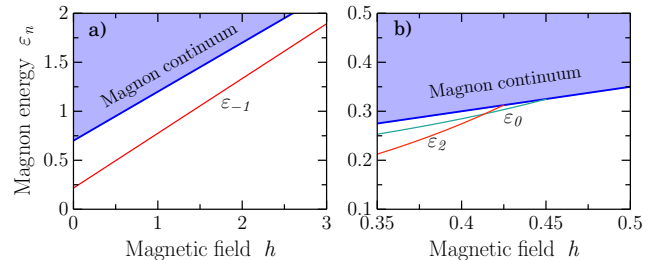 Magnon energy ε_n
2
1.5
1
0.5
0
a)
Magnon continuum
ε_{-1}
0
1
2
3
Magnetic field h
0.5
0.4
0.3
0.2
0.1
b)
Magnon continuum
ε_0
ε_2
0.35
0.4
0.45
0.5
Magnetic field h